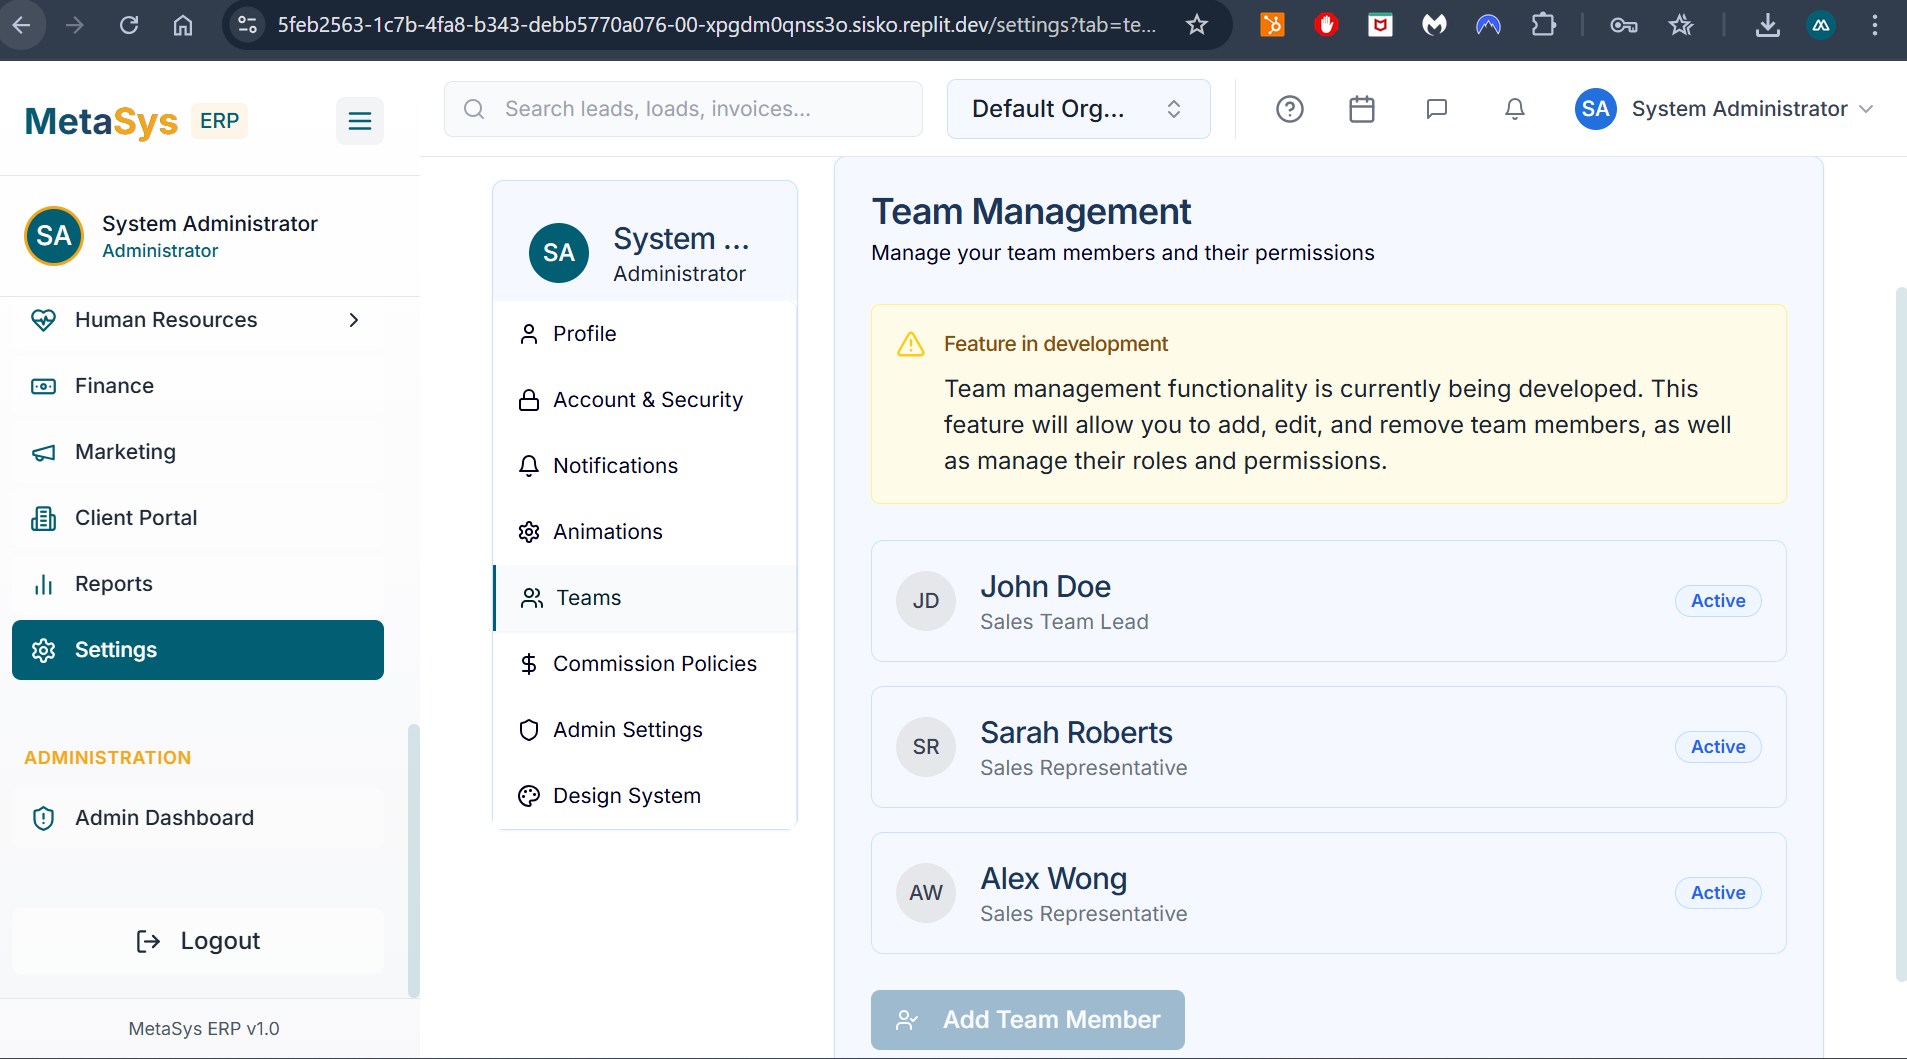 5feb2563-1c7b-4fa8-b343-debb5770a076-00-xpgdm0qnss3o.sisko.replit.dev/settings?tab=te...
MetaSys ERP
Search leads, loads, invoices...
Default Org...
SA System Administrator
SA System Administrator
Administrator
Human Resources
Finance
Marketing
Client Portal
Reports
Settings
ADMINISTRATION
Admin Dashboard
Logout
MetaSys ERP v1.0
SA System ...
Administrator
Profile
Account & Security
Notifications
Animations
Teams
Commission Policies
Admin Settings
Design System
Team Management
Manage your team members and their permissions
Feature in development
Team management functionality is currently being developed. This
feature will allow you to add, edit, and remove team members, as well
as manage their roles and permissions.
JD John Doe Active
Sales Team Lead
SR Sarah Roberts Active
Sales Representative
AW Alex Wong Active
Sales Representative
Add Team Member